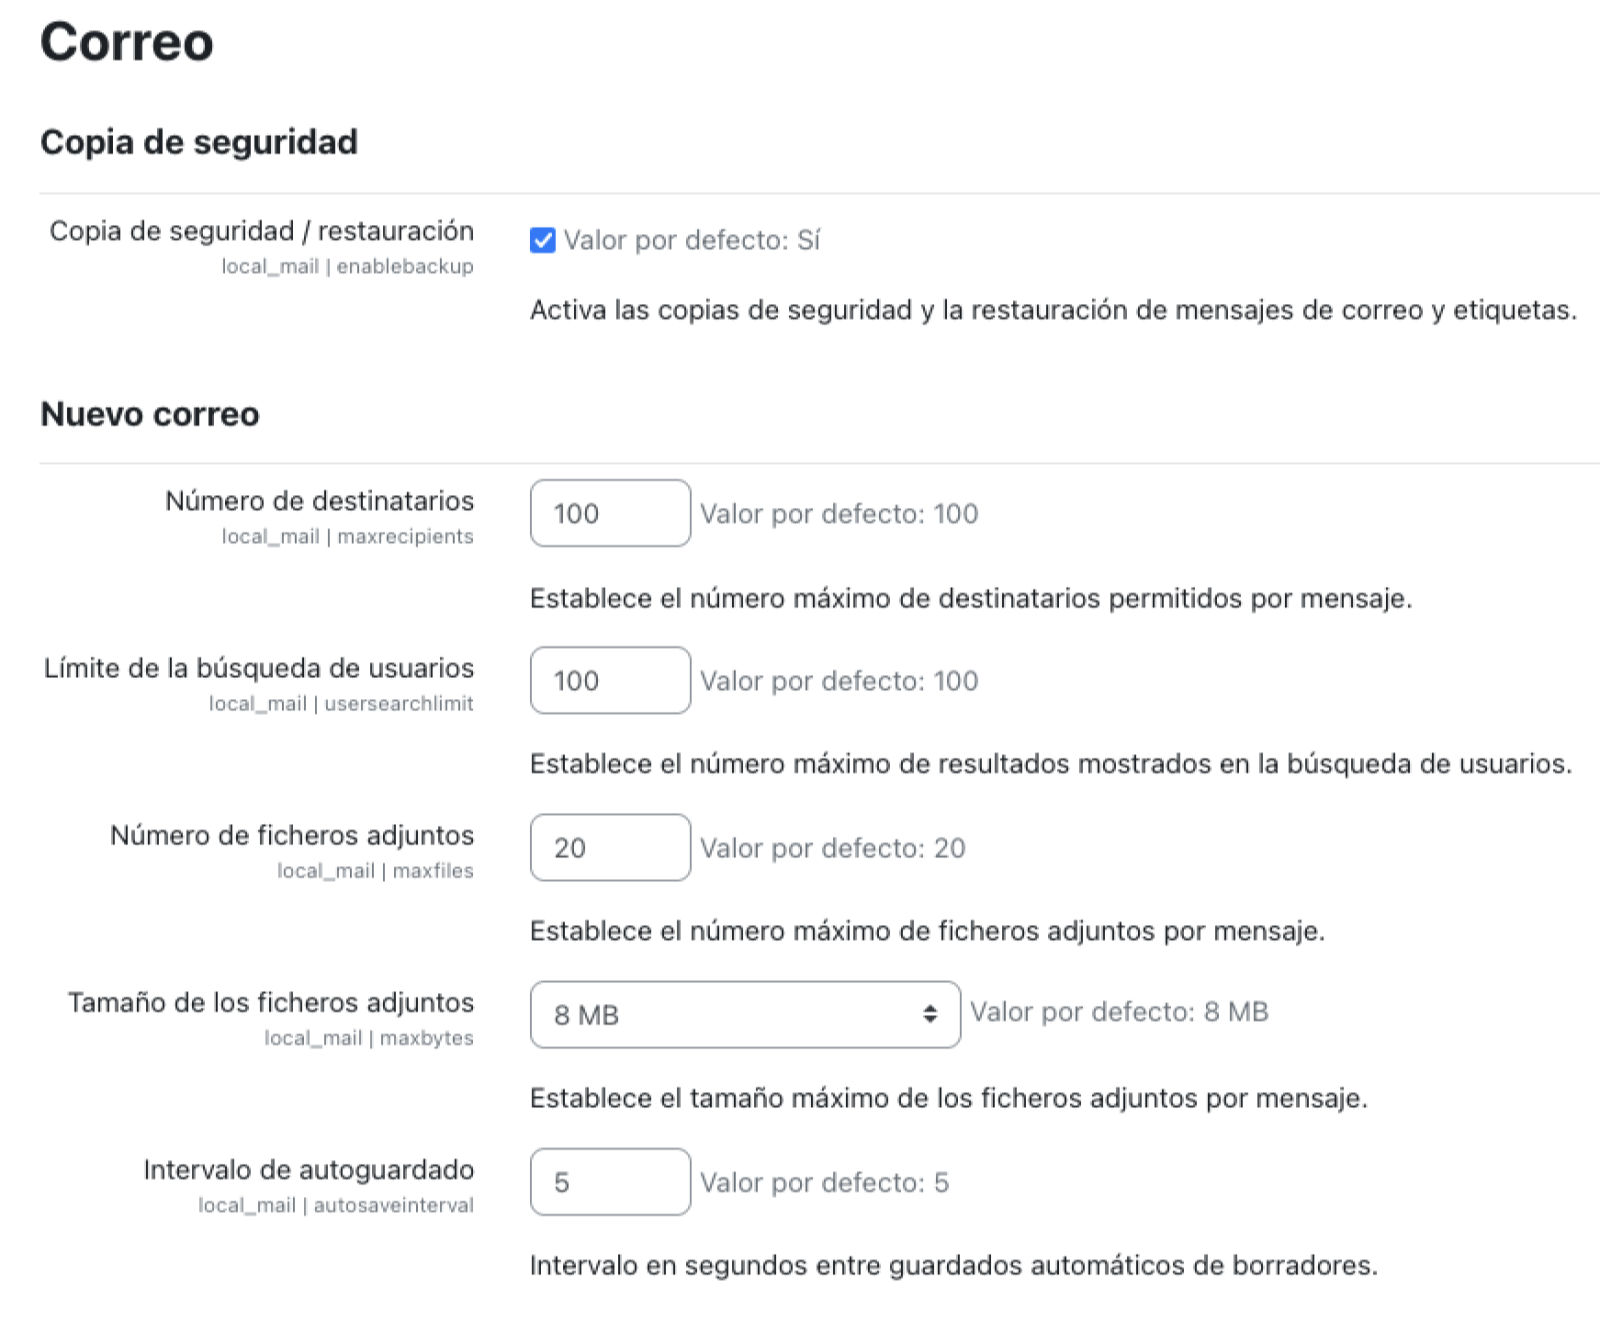 Correo
Copia de seguridad
Copia de seguridad / restauración
local_mail | enablebackup
Valor por defecto: Sí
Activa las copias de seguridad y la restauración de mensajes de correo y etiquetas.
Nuevo correo
Número de destinatarios
local_mail | maxrecipients
100 Valor por defecto: 100
Establece el número máximo de destinatarios permitidos por mensaje.
Límite de la búsqueda de usuarios
local_mail | usersearchlimit
100 Valor por defecto: 100
Establece el número máximo de resultados mostrados en la búsqueda de usuarios.
Número de ficheros adjuntos
local_mail | maxfiles
20 Valor por defecto: 20
Establece el número máximo de ficheros adjuntos por mensaje.
Tamaño de los ficheros adjuntos
local_mail | maxbytes
8 MB Valor por defecto: 8 MB
Establece el tamaño máximo de los ficheros adjuntos por mensaje.
Intervalo de autoguardado
local_mail | autosaveinterval
5 Valor por defecto: 5
Intervalo en segundos entre guardados automáticos de borradores.